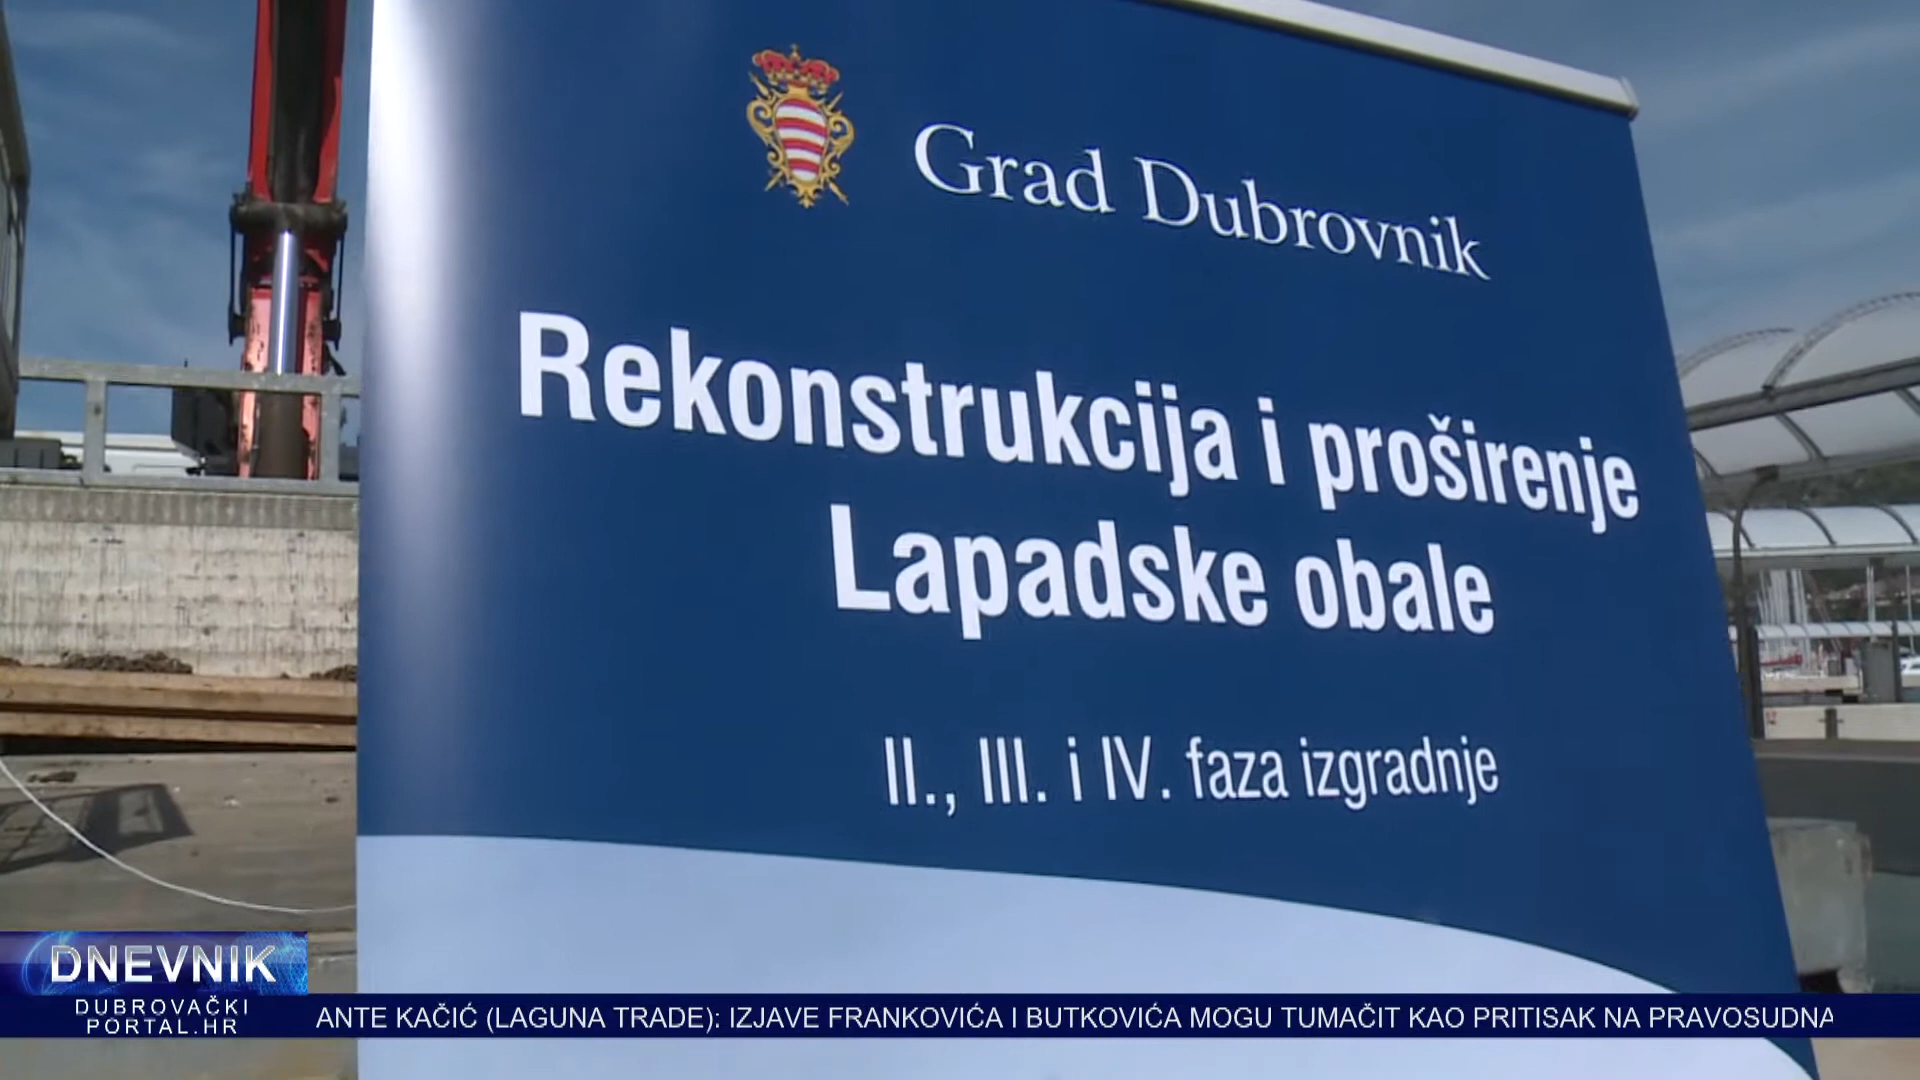 Grad Dubrovnik
Rekonstrukcija i proširenje
Lapadske obale
II., III. i IV. faza izgradnje
DNEVNIK
DUBROVAČKI
PORTAL.HR
ANTE KAČIĆ (LAGUNA TRADE): IZJAVE FRANKOVIĆA I BUTKOVIĆA MOGU TUMAČIT KAO PRITISAK NA PRAVOSUDNA